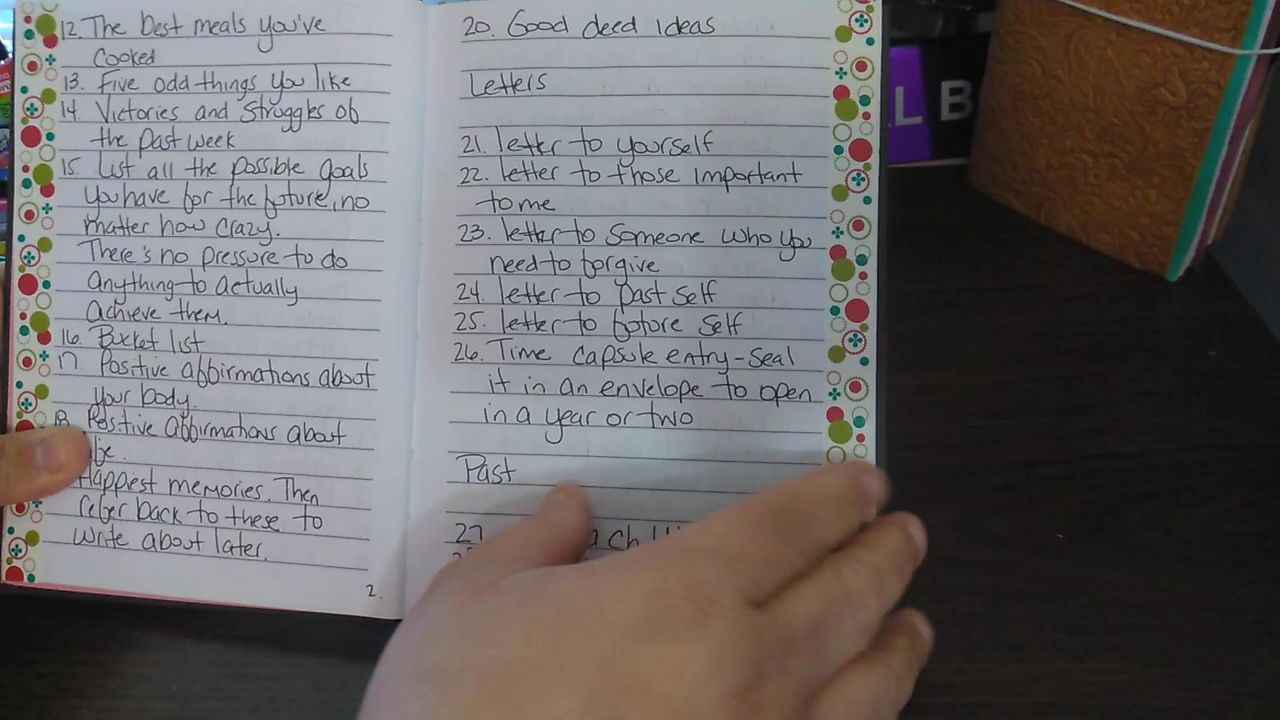 12. The best meals you've
Cooked
13. Five odd things you like
14. Victories and Struggles of
the past week
15. List all the possible goals
you have for the future, no
matter how crazy.
There's no pressure to do
anything to actually
achieve them.
16. Bucket list
17. Positive affirmations about
your body.
Positive affirmations about
Happiest memories. Then
refer back to these to
write about later.
2.
20. Good deed ideas
Letters
21. letter to yourself
22. letter to those important
to me
23. letter to someone who you
need to forgive
24. letter to past self
25. letter to future self
26. Time capsule entry-seal
it in an envelope to open
in a year or two
Past
27
L B